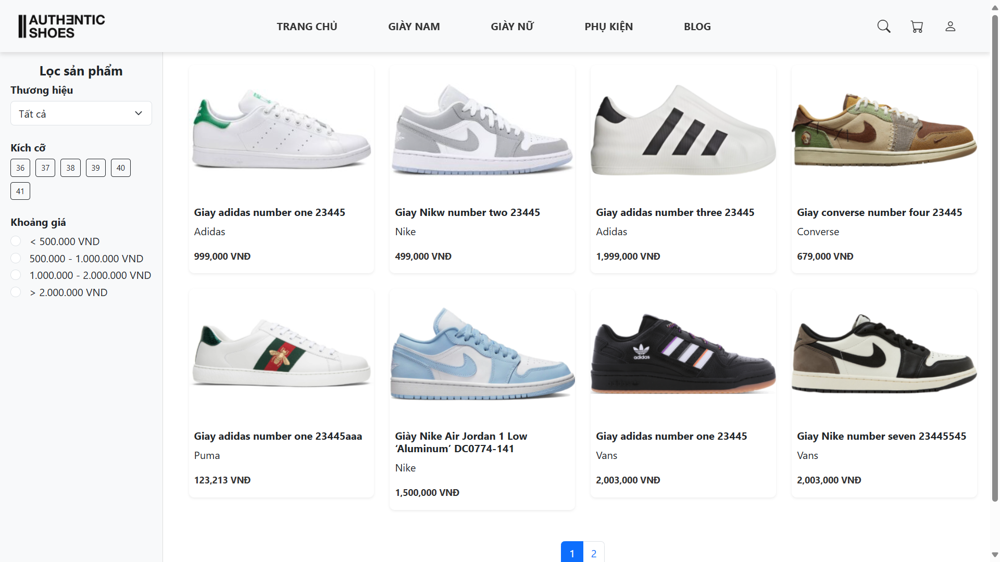 AUTHƎNTIC
SHOES
TRANG CHỦ
GIÀY NAM
GIÀY NỮ
PHỤ KIỆN
BLOG
Lọc sản phẩm
Thương hiệu
Tất cả
Kích cỡ
36 37 38 39 40
41
Khoảng giá
< 500.000 VND
500.000 - 1.000.000 VND
1.000.000 - 2.000.000 VND
> 2.000.000 VND
Giay adidas number one 23445
Adidas
999,000 VNĐ
Giay Nikw number two 23445
Nike
499,000 VNĐ
Giay adidas number three 23445
Adidas
1,999,000 VNĐ
Giay converse number four 23445
Converse
679,000 VNĐ
Giay adidas number one 23445aaa
Puma
123,213 VNĐ
Giày Nike Air Jordan 1 Low
‘Aluminum’ DC0774-141
Nike
1,500,000 VNĐ
adidas
Giay adidas number one 23445
Vans
2,003,000 VNĐ
Giay Nike number seven 23445545
Vans
2,003,000 VNĐ
1 2